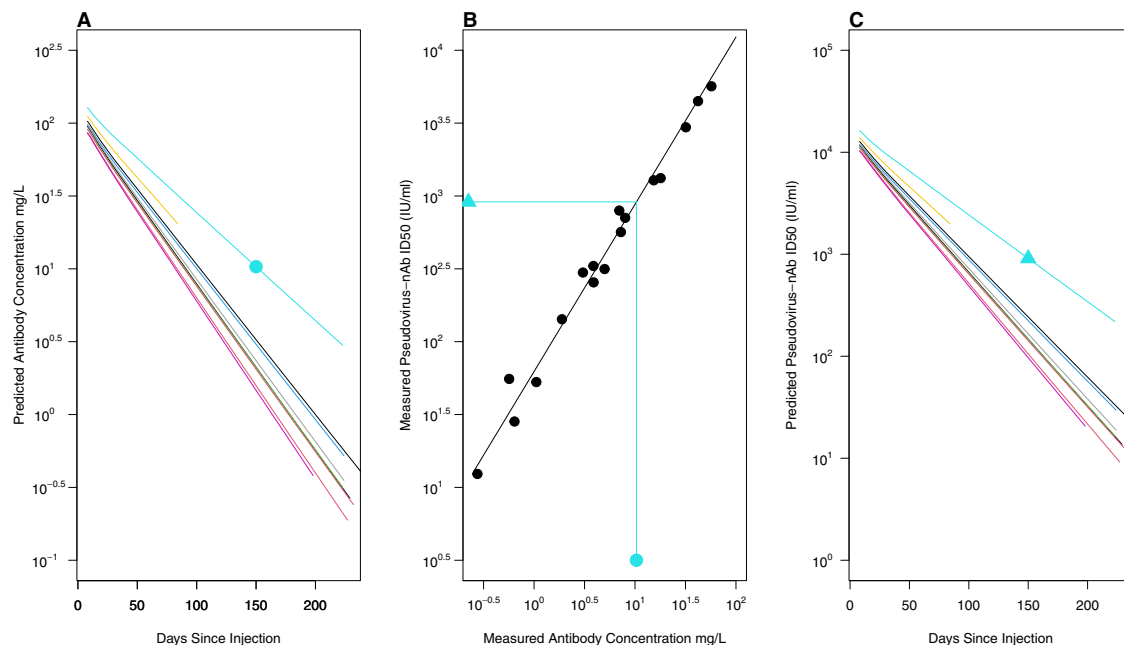 A
Predicted Antibody Concentration mg/L
10^2.5
10^2
10^1.5
10^1
10^0.5
10^0
10^−0.5
10^−1
0 50 100 150 200
Days Since Injection
B
Measured Pseudovirus−nAb ID50 (IU/ml)
10^4
10^3.5
10^3
10^2.5
10^2
10^1.5
10^1
10^0.5
10^−0.5 10^0 10^0.5 10^1 10^1.5 10^2
Measured Antibody Concentration mg/L
C
Predicted Pseudovirus−nAb ID50 (IU/ml)
10^5
10^4
10^3
10^2
10^1
10^0
0 50 100 150 200
Days Since Injection